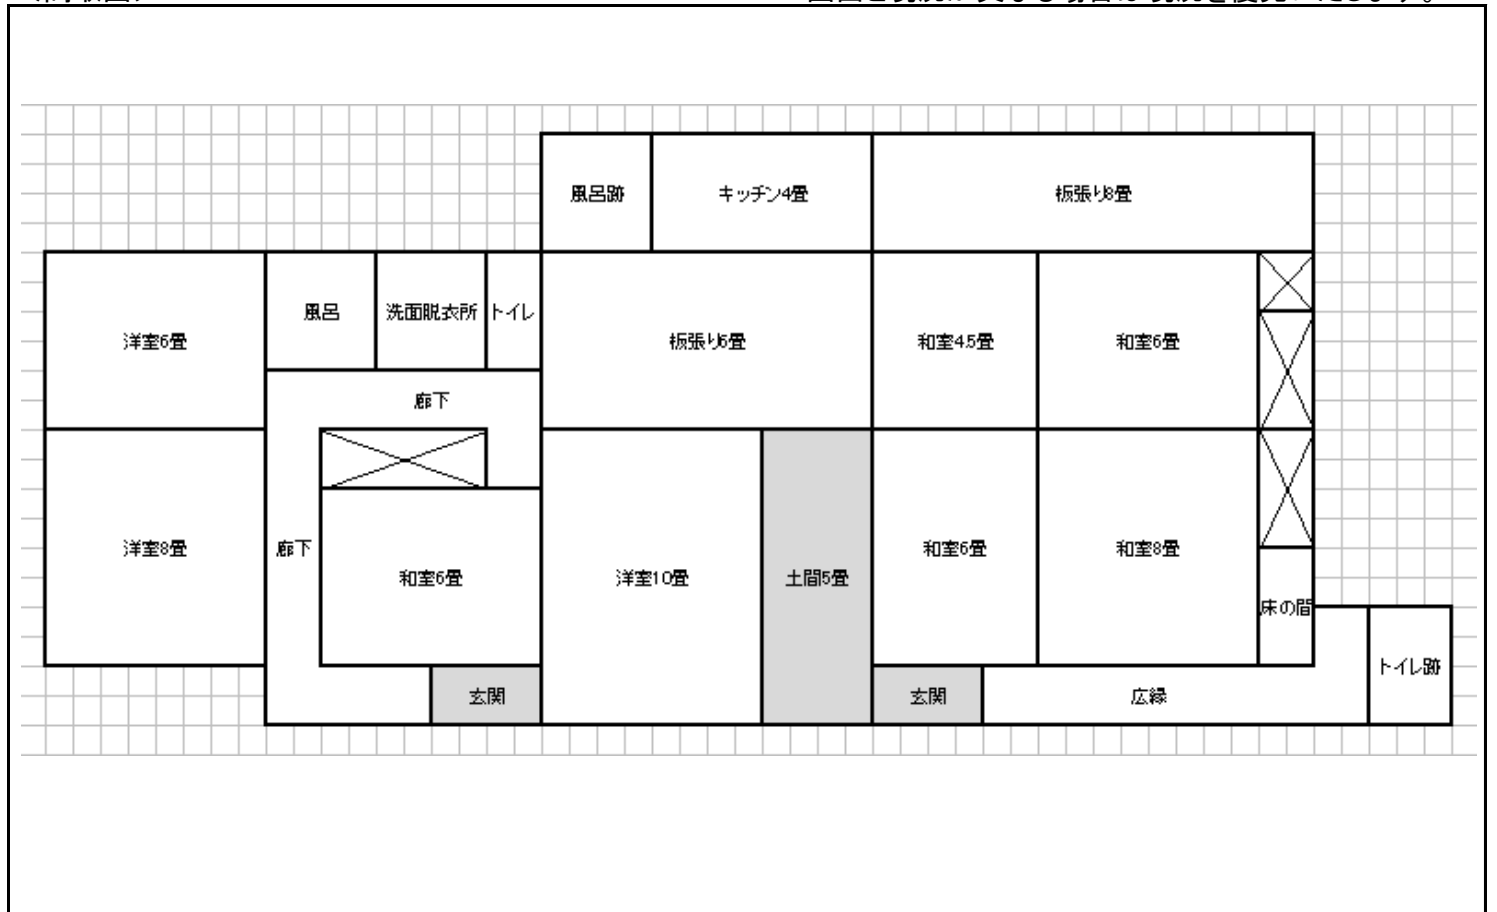 風呂跡
キッチン4畳
板張り8畳
洋室6畳
風呂
洗面脱衣所
トイレ
板張り6畳
和室4.5畳
和室6畳
廊下
洋室8畳
廊下
和室6畳
洋室10畳
土間5畳
和室6畳
和室8畳
床の間
トイレ跡
玄関
玄関
広縁